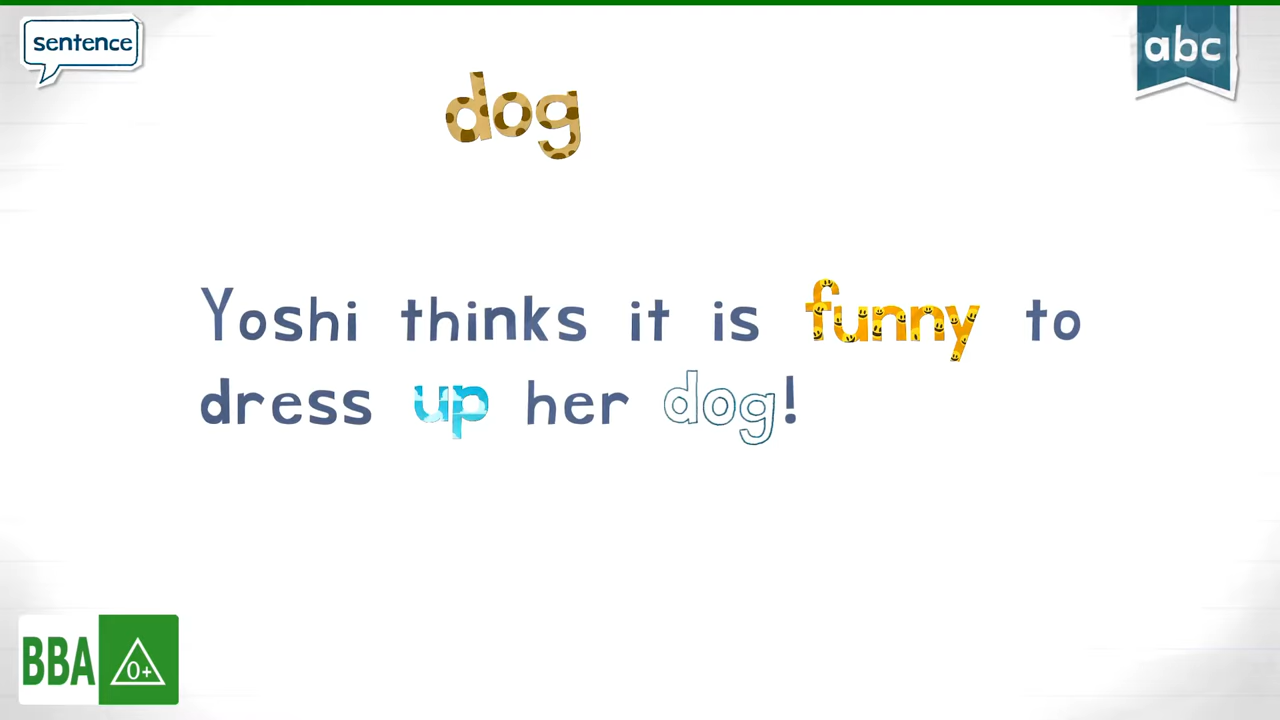 sentence
abc
dog
Yoshi thinks it is funny to
dress up her dog!
BBA
0+